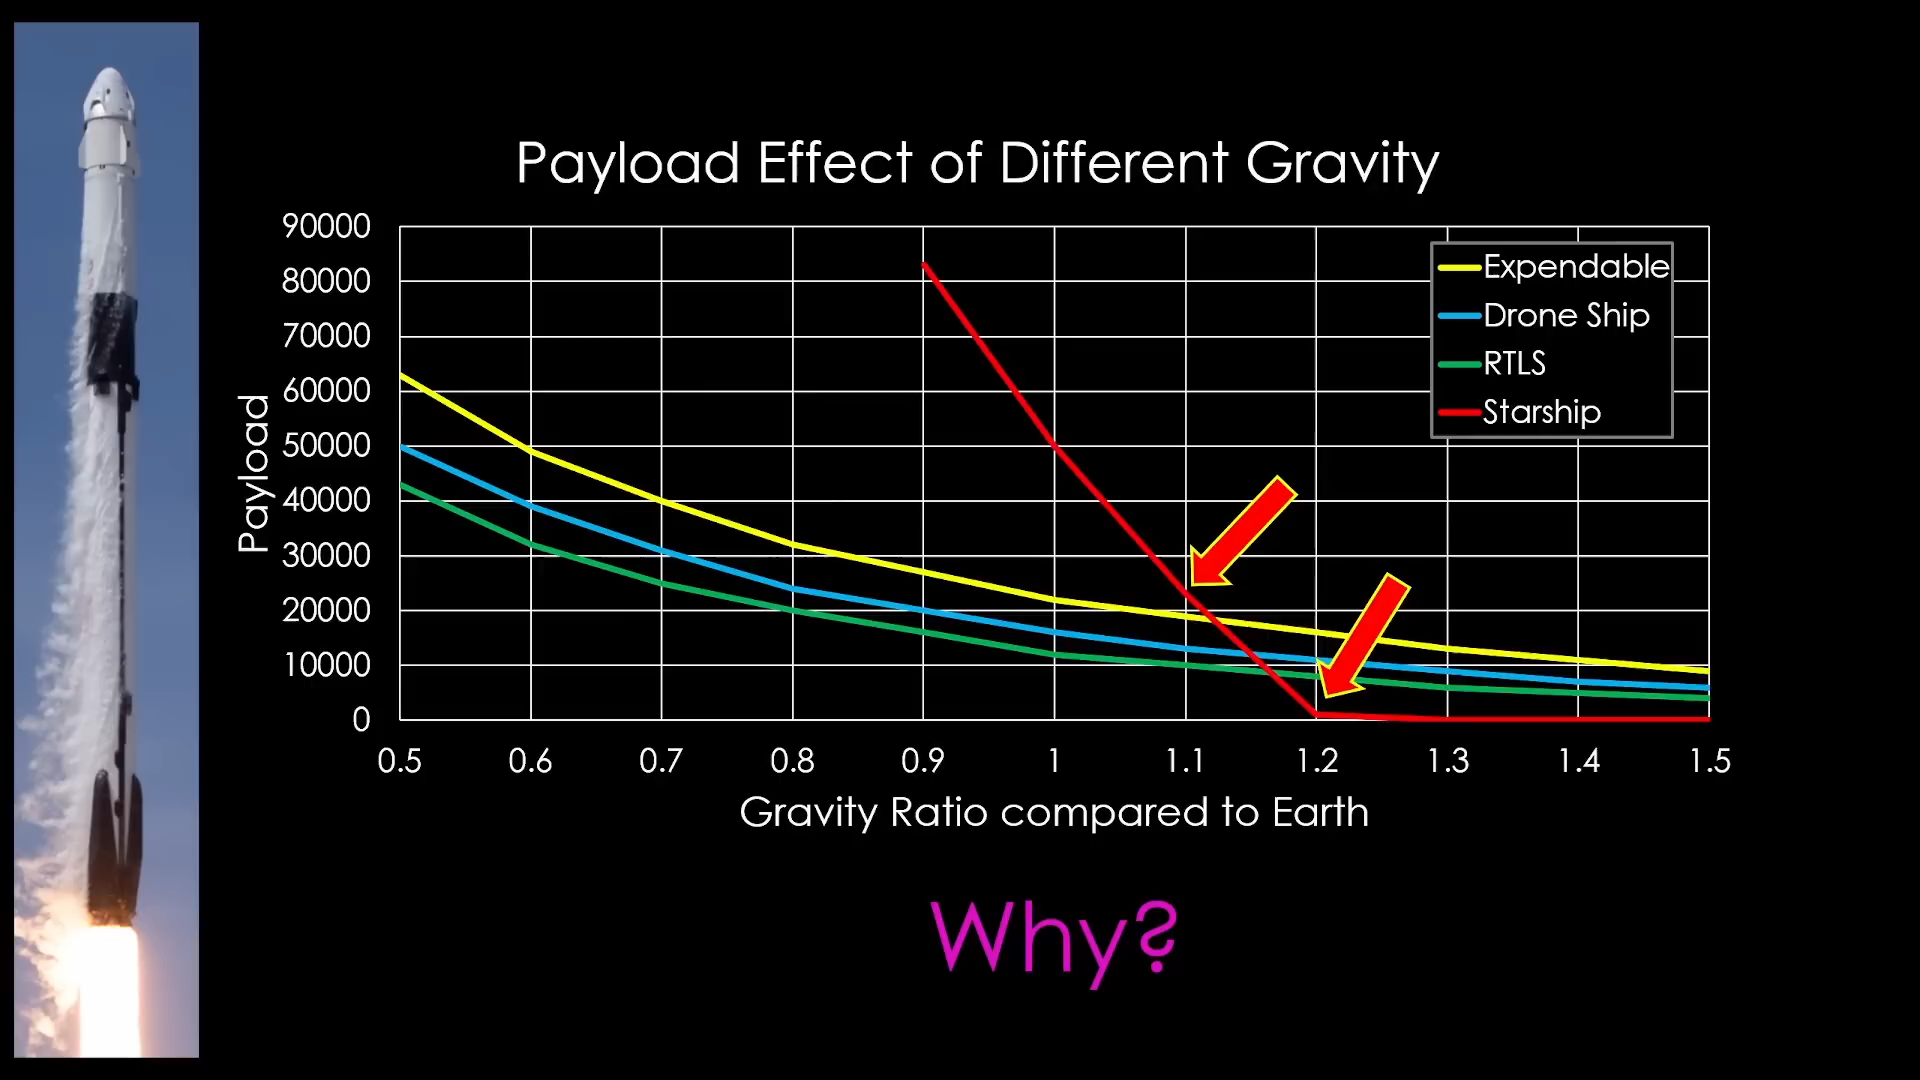 Payload Effect of Different Gravity
90000
80000
70000
60000
50000
40000
30000
20000
10000
0
Payload
0.5 0.6 0.7 0.8 0.9 1 1.1 1.2 1.3 1.4 1.5
Gravity Ratio compared to Earth
Expendable
Drone Ship
RTLS
Starship
Why?